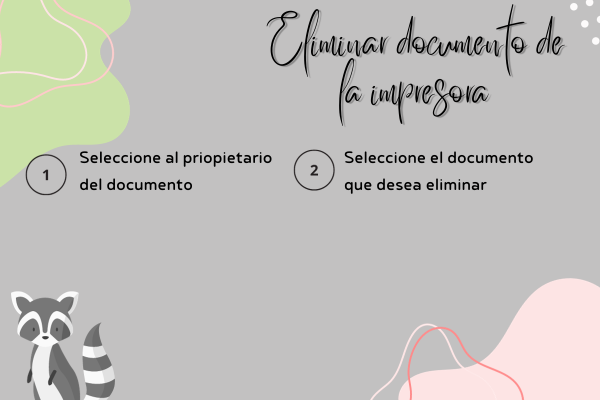 Eliminar documento de
la impresora
1
Seleccione al priopietario
del documento
2
Seleccione el documento
que desea eliminar